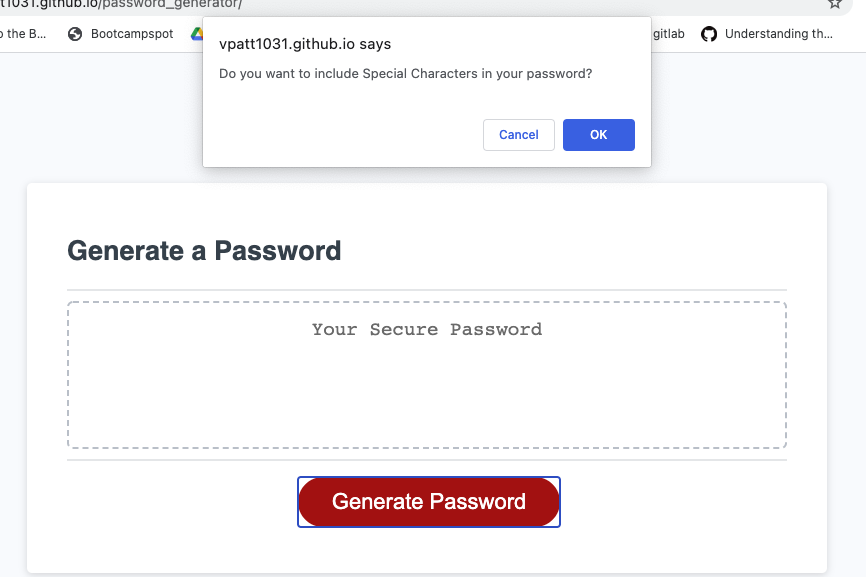 t1031.github.io/password_generator/
o the B...
Bootcampspot
gitlab
Understanding th...
vpatt1031.github.io says
Do you want to include Special Characters in your password?
Cancel
OK
Generate a Password
Your Secure Password
Generate Password